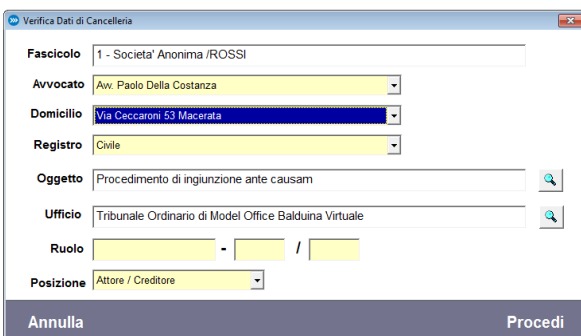 Verifica Dati di Cancelleria
Fascicolo 1 - Societa' Anonima /ROSSI
Avvocato Avv. Paolo Della Costanza
Domicilio Via Ceccaroni 53 Macerata
Registro Civile
Oggetto Procedimento di ingiunzione ante causam
Ufficio Tribunale Ordinario di Model Office Balduina Virtuale
Ruolo - /
Posizione Attore / Creditore
Annulla Procedi